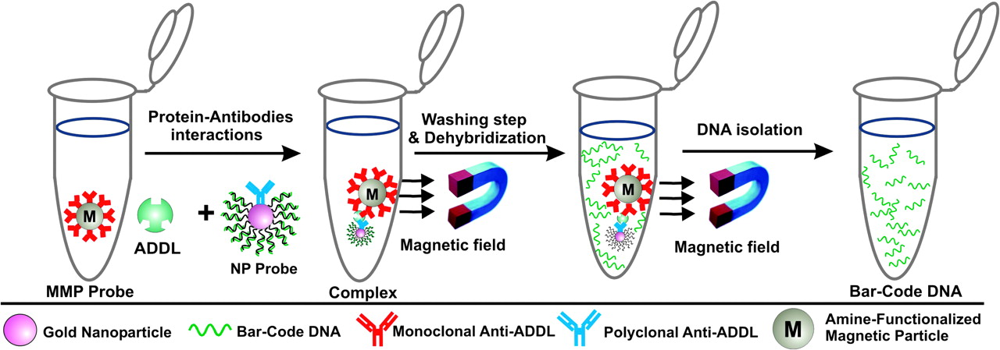 Protein-Antibodies
interactions
Washing step
& Dehybridization
DNA isolation
M
ADDL
+
NP Probe
MMP Probe
M
Magnetic field
Complex
M
Magnetic field
Bar-Code DNA
Gold Nanoparticle
Bar-Code DNA
Monoclonal Anti-ADDL
Polyclonal Anti-ADDL
M
Amine-Functionalized
Magnetic Particle